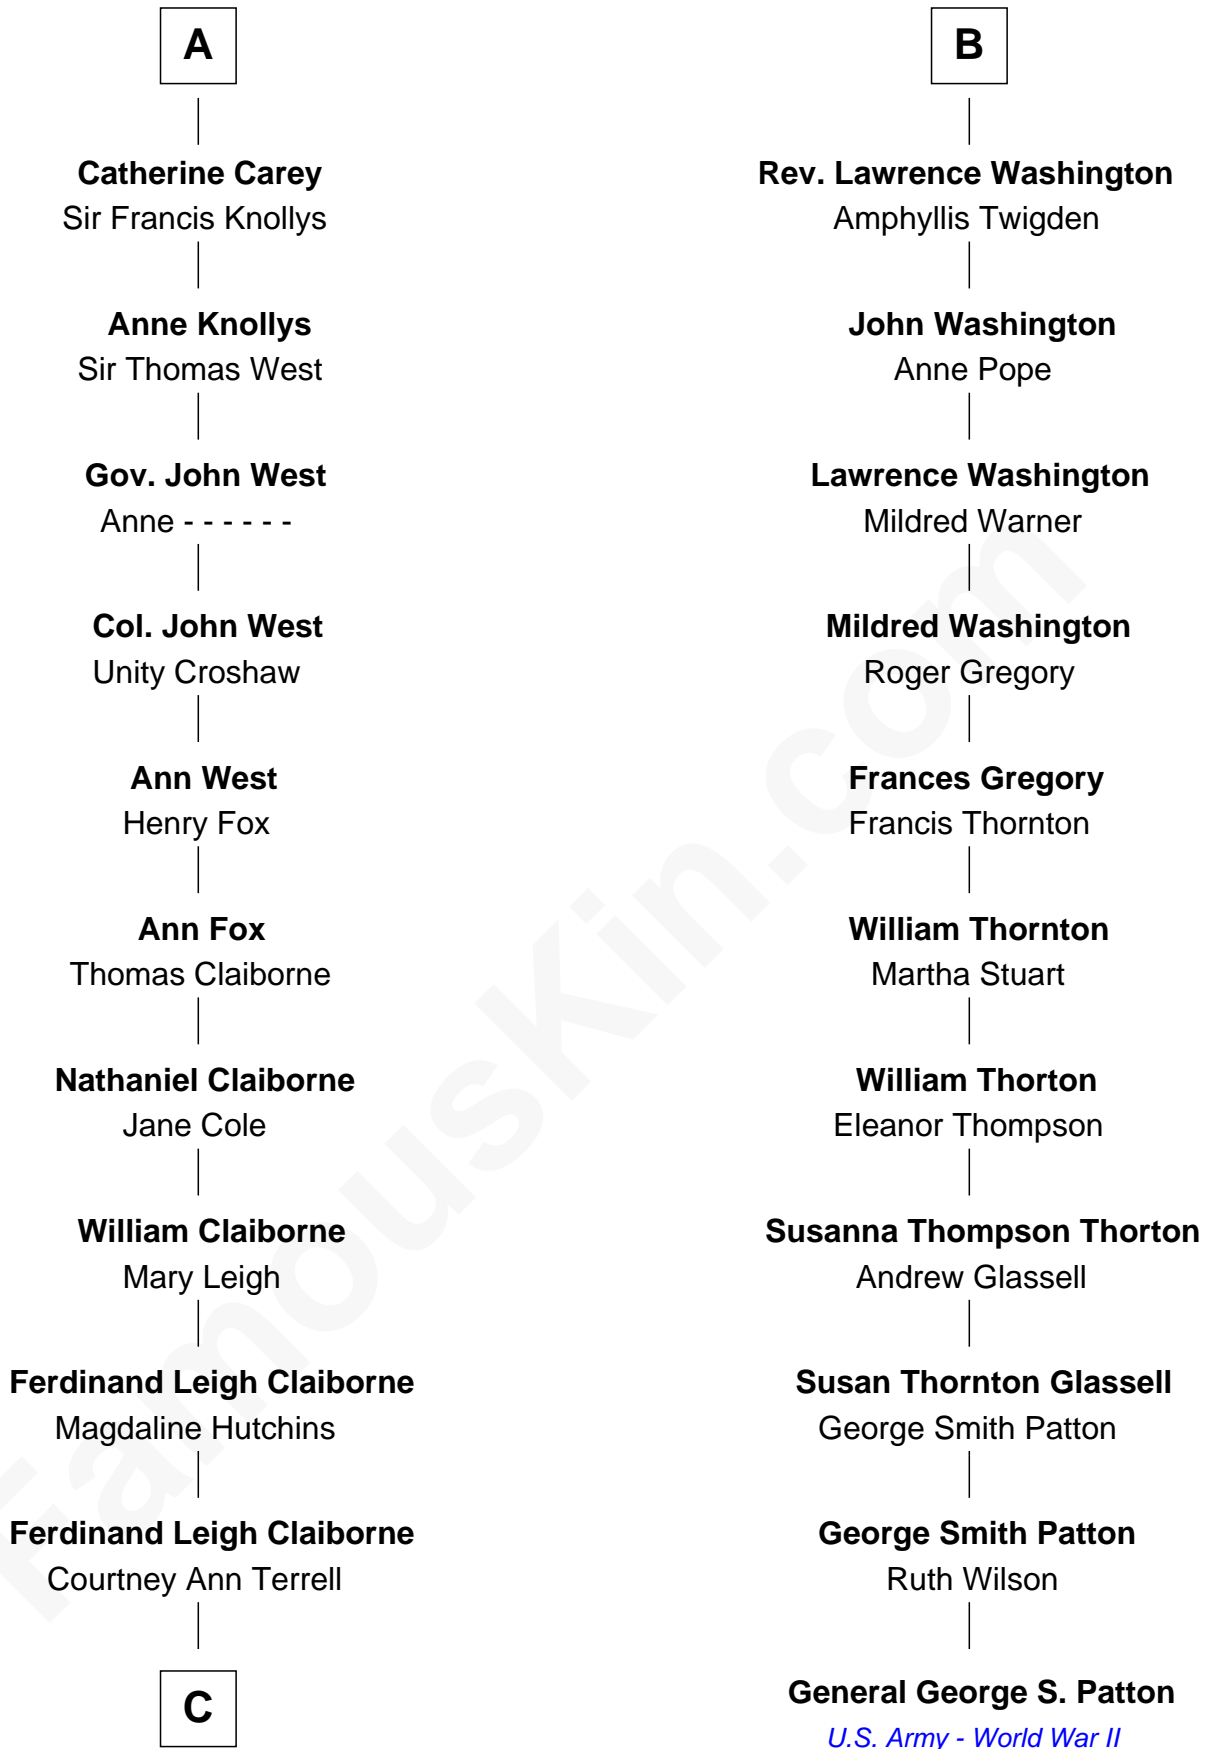 A
Catherine Carey
Sir Francis Knollys
Anne Knollys
Sir Thomas West
Gov. John West
Anne - - - - - -
Col. John West
Unity Croshaw
Ann West
Henry Fox
Ann Fox
Thomas Claiborne
Nathaniel Claiborne
Jane Cole
William Claiborne
Mary Leigh
Ferdinand Leigh Claiborne
Magdaline Hutchins
Ferdinand Leigh Claiborne
Courtney Ann Terrell
C
B
Rev. Lawrence Washington
Amphyllis Twigden
John Washington
Anne Pope
Lawrence Washington
Mildred Warner
Mildred Washington
Roger Gregory
Frances Gregory
Francis Thornton
William Thornton
Martha Stuart
William Thorton
Eleanor Thompson
Susanna Thompson Thorton
Andrew Glassell
Susan Thornton Glassell
George Smith Patton
George Smith Patton
Ruth Wilson
General George S. Patton
U.S. Army - World War II
FamousKin.com